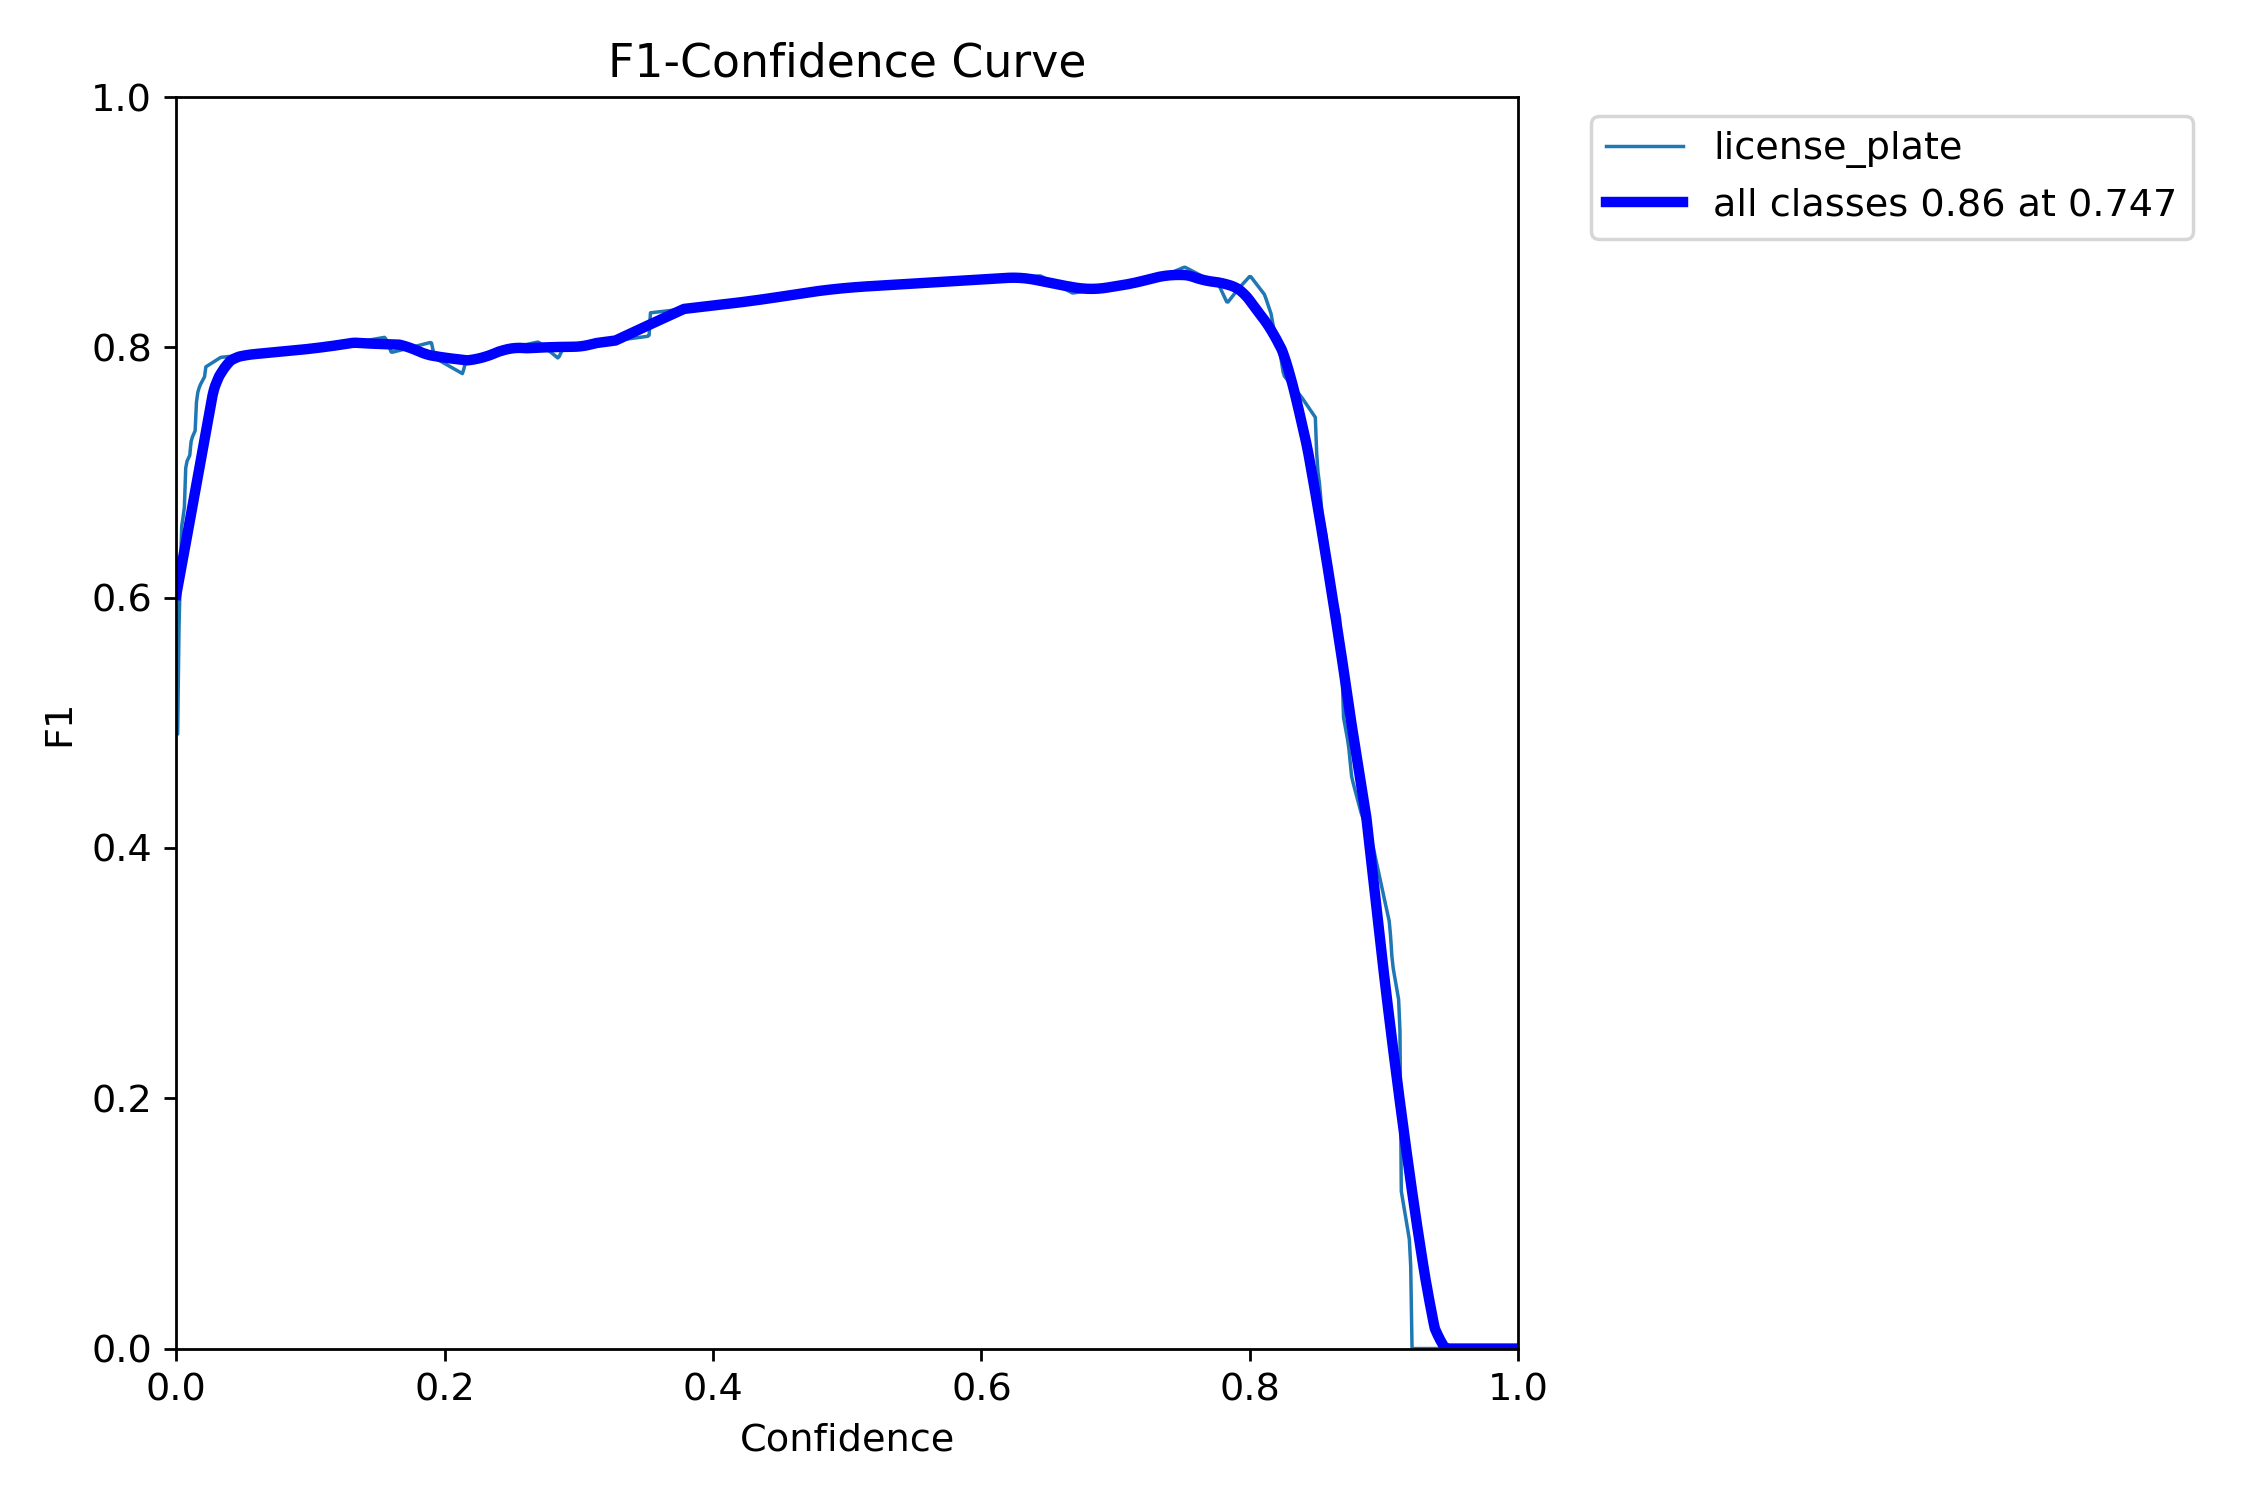 F1-Confidence Curve
1.0
0.8
0.6
0.4
0.2
0.0
F1
0.0 0.2 0.4 0.6 0.8 1.0
Confidence
license_plate
all classes 0.86 at 0.747